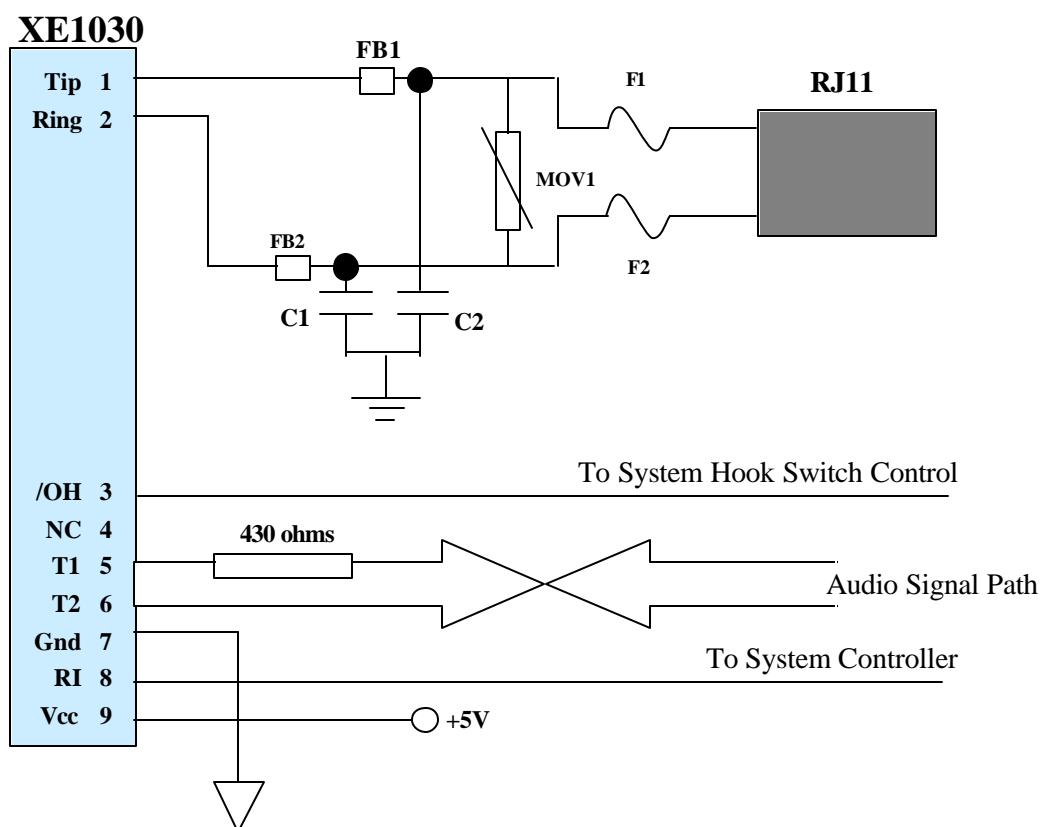 XE1030
FB1
Tip 1
F1
RJ11
Ring 2
MOV1
FB2
F2
C1
C2
To System Hook Switch Control
/OH 3
NC 4
430 ohms
T1 5
Audio Signal Path
T2 6
Gnd 7
To System Controller
RI 8
Vcc 9
+5V